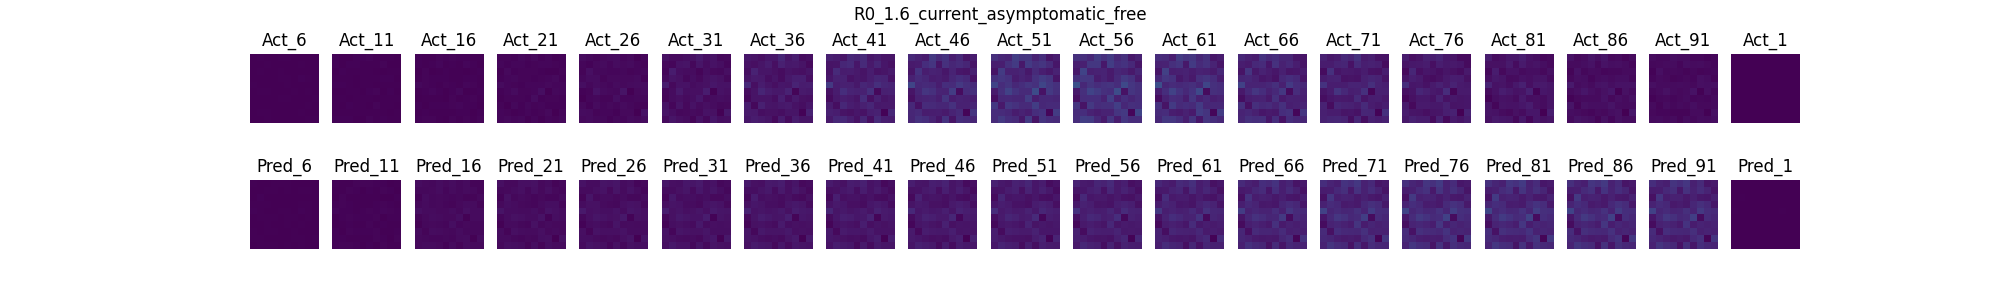 R0_1.6_current_asymptomatic_free
Act_6 Act_11 Act_16 Act_21 Act_26 Act_31 Act_36 Act_41 Act_46 Act_51 Act_56 Act_61 Act_66 Act_71 Act_76 Act_81 Act_86 Act_91 Act_1
Pred_6 Pred_11 Pred_16 Pred_21 Pred_26 Pred_31 Pred_36 Pred_41 Pred_46 Pred_51 Pred_56 Pred_61 Pred_66 Pred_71 Pred_76 Pred_81 Pred_86 Pred_91 Pred_1